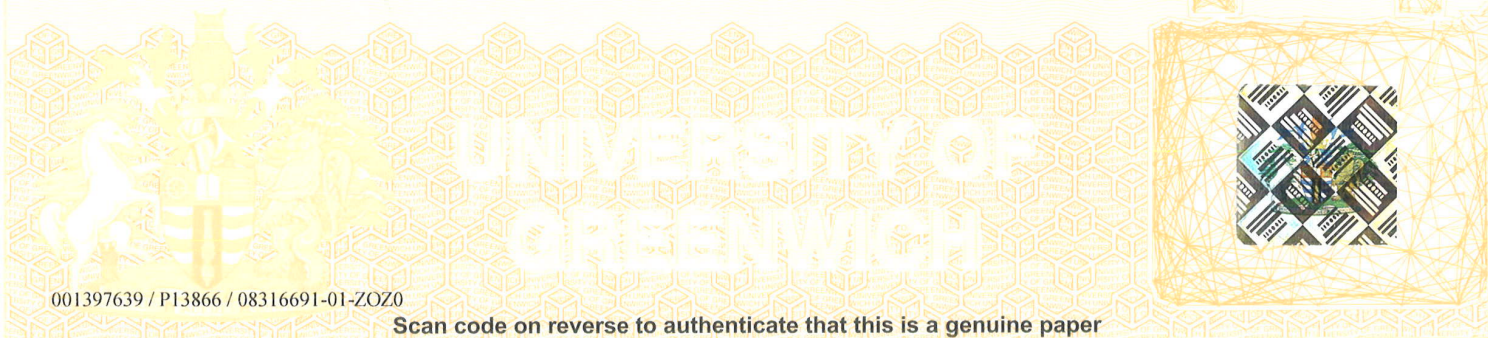 UNIVERSITY OF
GREENWICH
001397639 / P13866 / 08316691-01-ZOZ0
Scan code on reverse to authenticate that this is a genuine paper